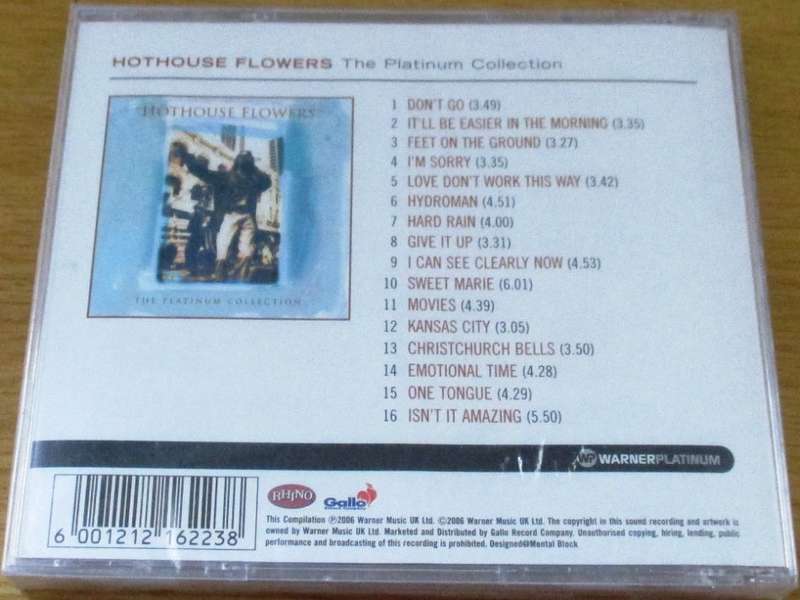 HOTHOUSE FLOWERS The Platinum Collection
HOTHOUSE FLOWERS
THE PLATINUM COLLECTION
1 DON'T GO (3.49)
2 IT'LL BE EASIER IN THE MORNING (3.35)
3 FEET ON THE GROUND (3.27)
4 I'M SORRY (3.35)
5 LOVE DON'T WORK THIS WAY (3.42)
6 HYDROMAN (4.51)
7 HARD RAIN (4.00)
8 GIVE IT UP (3.31)
9 I CAN SEE CLEARLY NOW (4.53)
10 SWEET MARIE (6.01)
11 MOVIES (4.39)
12 KANSAS CITY (3.05)
13 CHRISTCHURCH BELLS (3.50)
14 EMOTIONAL TIME (4.28)
15 ONE TONGUE (4.29)
16 ISN'T IT AMAZING (5.50)
WP WARNERPLATINUM
RHINO
Gallo
6 001212 162238
This Compilation ℗2006 Warner Music UK Ltd. ©2006 Warner Music UK Ltd. The copyright in this sound recording and artwork is
owned by Warner Music UK Ltd. Marketed and Distributed by Gallo Record Company. Unauthorised copying, hiring, lending, public
performance and broadcasting of this recording is prohibited. Designed@Mental Block